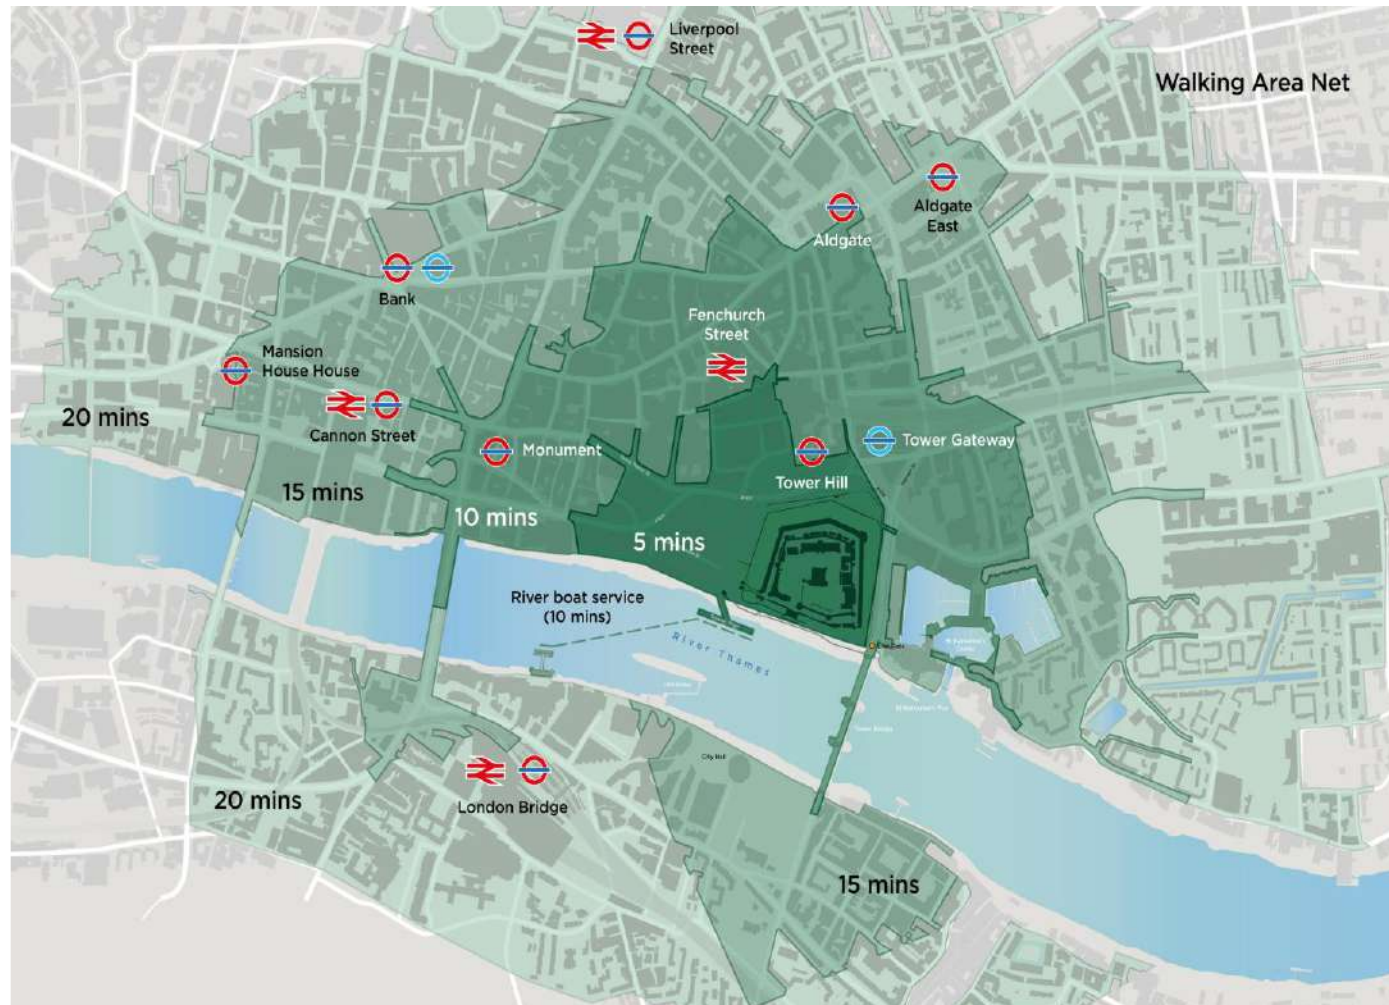 Liverpool
Street
Walking Area Net
Aldgate
East
Aldgate
Bank
Fenchurch
Street
Mansion
House House
20 mins
Cannon Street
Monument
Tower Gateway
Tower Hill
15 mins
10 mins
5 mins
River boat service
(10 mins)
River Thames
City Hall
London Bridge
20 mins
15 mins